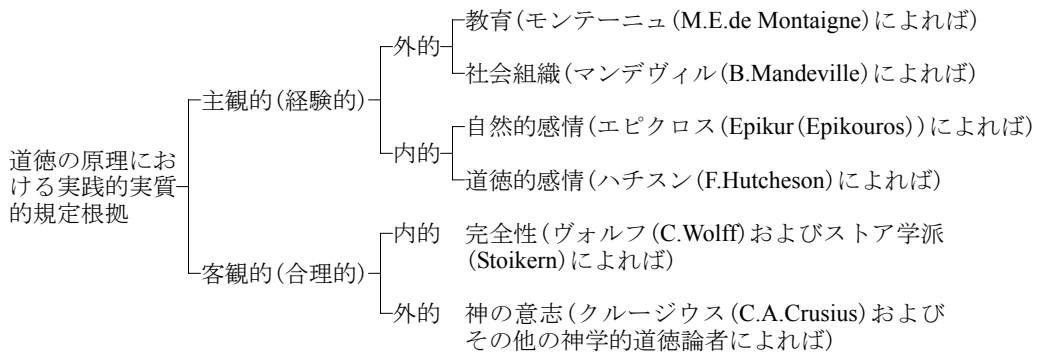 教育(モンテーニュ(M.E.de Montaigne)によれば)
外的
社会組織(マンデヴィル(B.Mandeville)によれば)
主観的(経験的)
自然的感情(エピクロス(Epikur(Epikouros))によれば)
内的
道徳的感情(ハチスン(F.Hutcheson)によれば)
道徳の原理にお
ける実践的実質
的規定根拠
内的 完全性(ヴォルフ(C.Wolff)およびストア学派
(Stoikern)によれば)
客観的(合理的)
外的 神の意志(クルージウス(C.A.Crusius)および
その他の神学的道徳論者によれば)